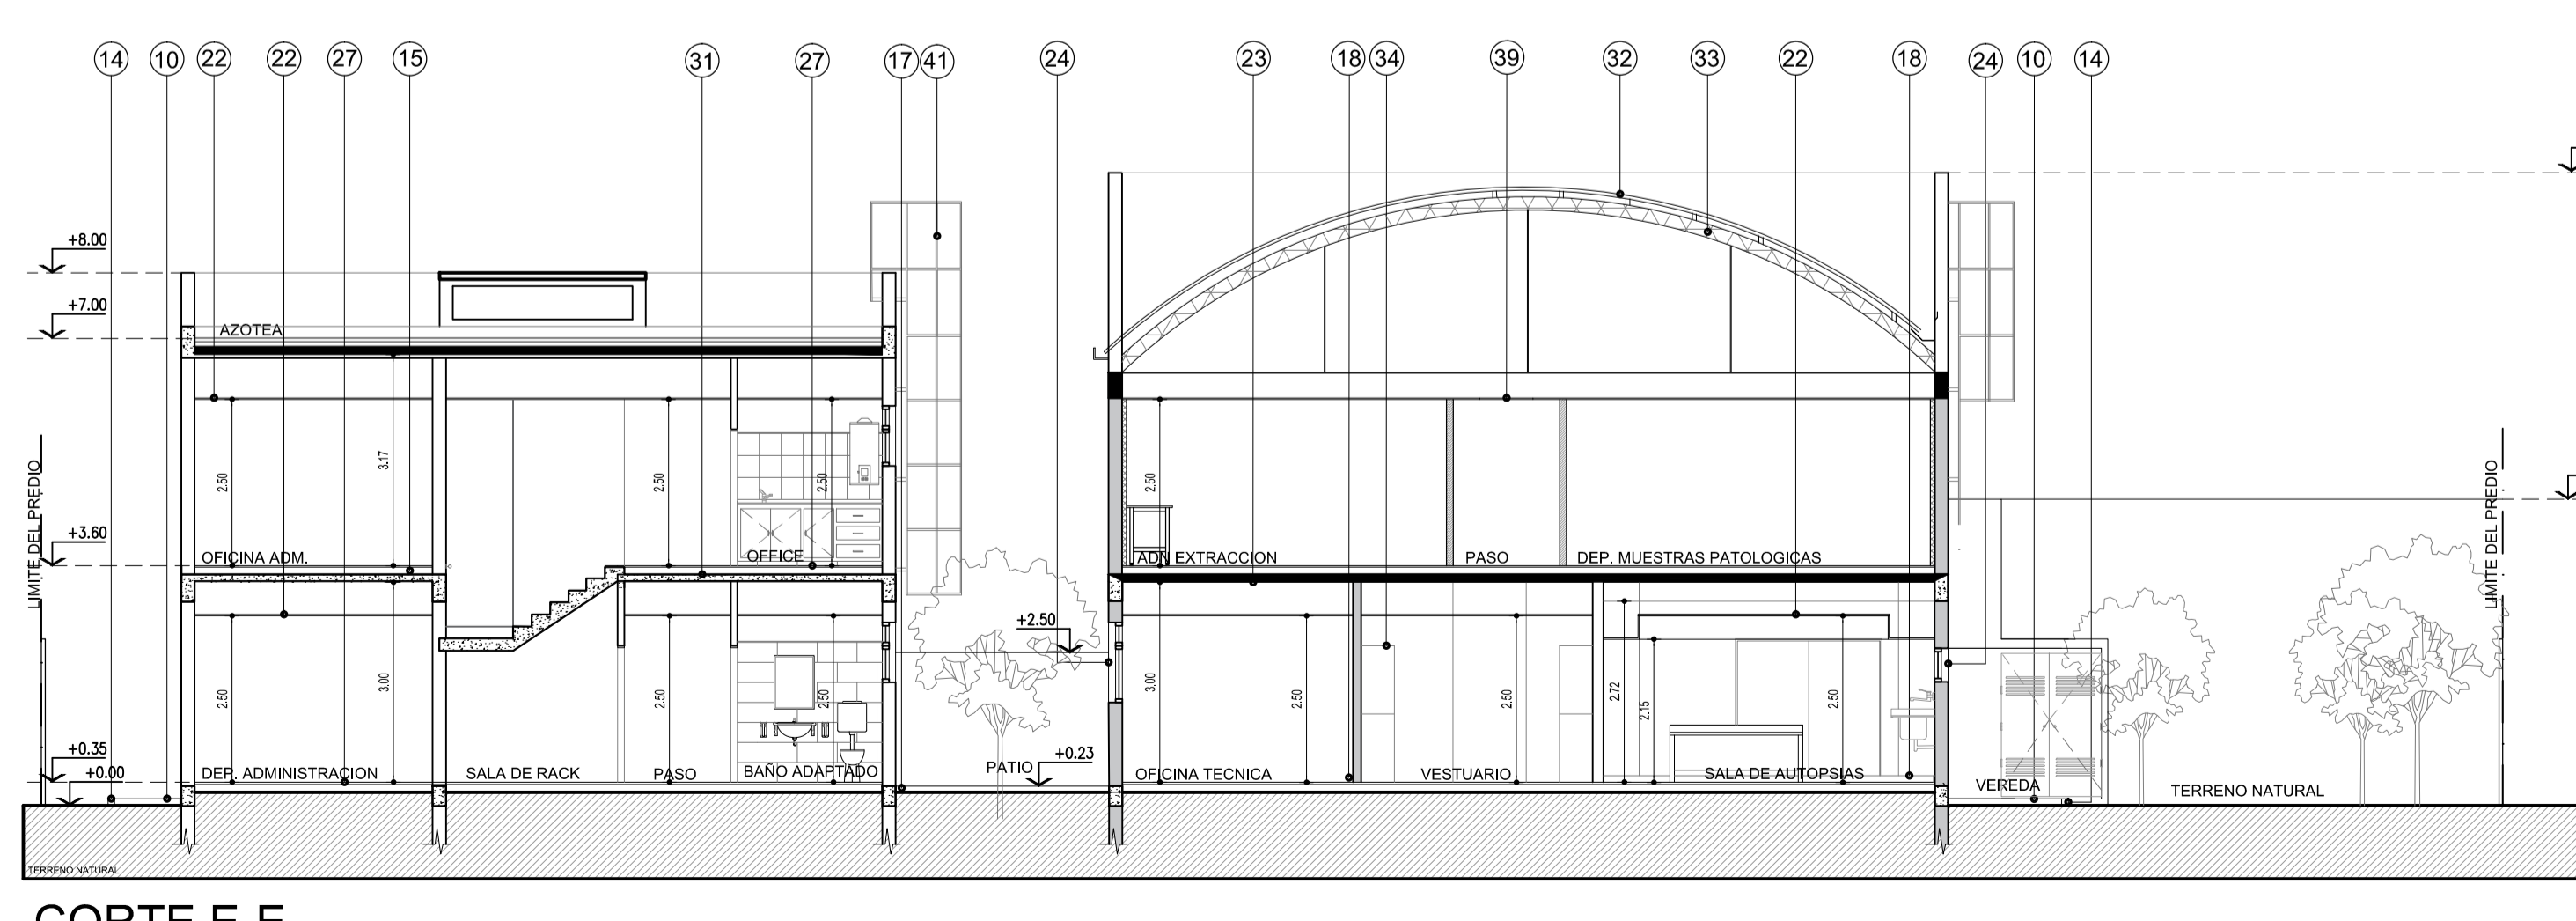 14 10 22 22 27 15 31 27 17 41 24 23 18 34 39 32 33 22 18 24 10 14
+8.00
+7.00
AZOTEA
3.17
2.50
2.50
2.50
2.50
LIMITE DEL PREDIO
LIMITE DEL PREDIO
+3.60
OFICINA ADM.
OFFICE
ADN EXTRACCION
PASO
DEP. MUESTRAS PATOLOGICAS
+2.50
2.50
3.00
2.50
2.50
3.00
2.50
2.50
2.72
2.15
2.50
+0.35
+0.00
DEP. ADMINISTRACION
SALA DE RACK
PASO
BAÑO ADAPTADO
PATIO
+0.23
OFICINA TECNICA
VESTUARIO
SALA DE AUTOPSIAS
VEREDA
TERRENO NATURAL
TERRENO NATURAL